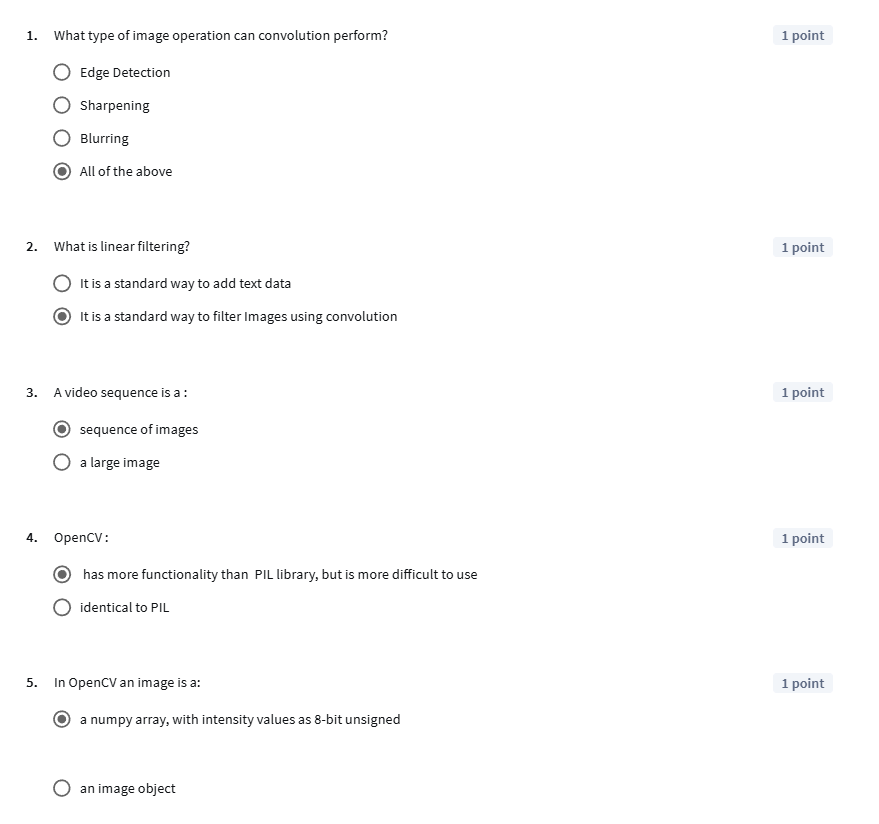 1. What type of image operation can convolution perform? 1 point
Edge Detection
Sharpening
Blurring
All of the above
2. What is linear filtering? 1 point
It is a standard way to add text data
It is a standard way to filter Images using convolution
3. A video sequence is a : 1 point
sequence of images
a large image
4. OpenCV : 1 point
has more functionality than PIL library, but is more difficult to use
identical to PIL
5. In OpenCV an image is a: 1 point
a numpy array, with intensity values as 8-bit unsigned
an image object